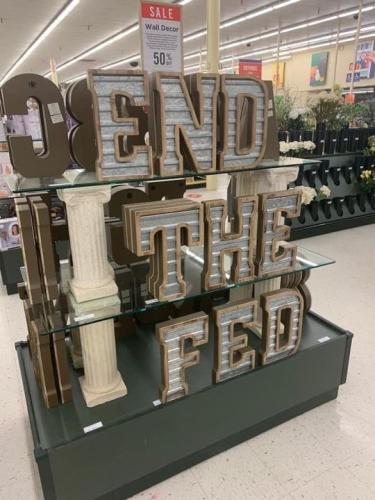 SALE
Wall Decor
50%
END
THE
FED